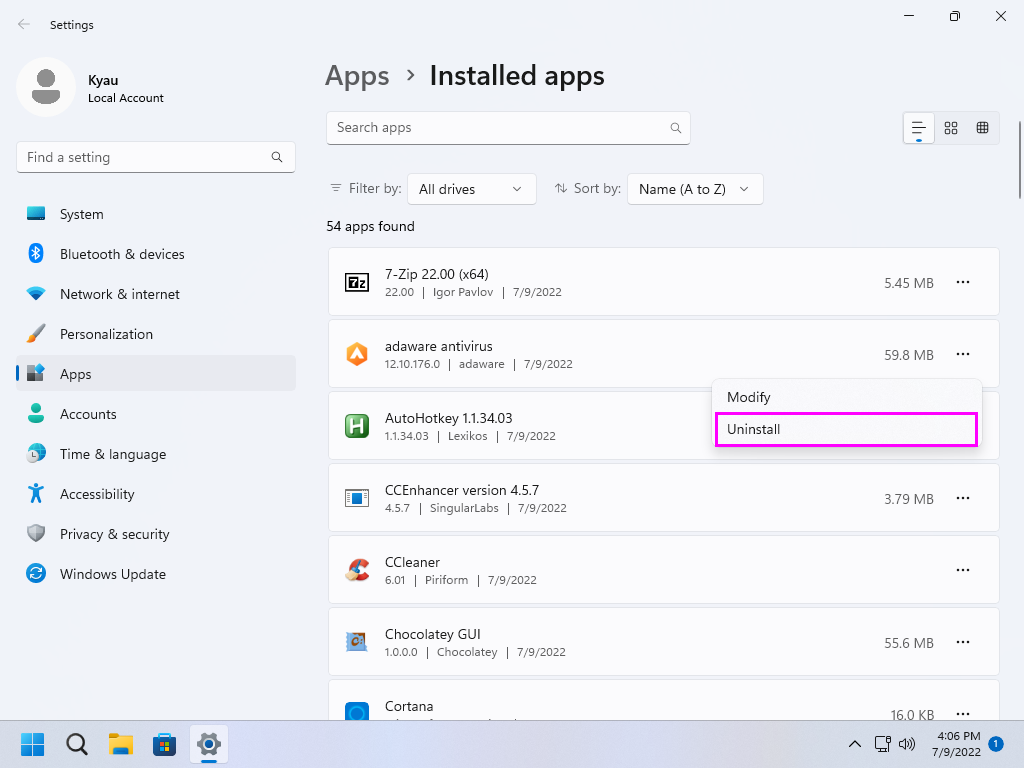 Settings
Kyau
Local Account
Find a setting
System
Bluetooth & devices
Network & internet
Personalization
Apps
Accounts
Time & language
Accessibility
Privacy & security
Windows Update
Apps > Installed apps
Search apps
Filter by: All drives Sort by: Name (A to Z)
54 apps found
7z
7-Zip 22.00 (x64)
22.00 | Igor Pavlov | 7/9/2022
5.45 MB
adaware antivirus
12.10.176.0 | adaware | 7/9/2022
59.8 MB
Modify
Uninstall
H
AutoHotkey 1.1.34.03
1.1.34.03 | Lexikos | 7/9/2022
CCEnhancer version 4.5.7
4.5.7 | SingularLabs | 7/9/2022
3.79 MB
CCleaner
6.01 | Piriform | 7/9/2022
Chocolatey GUI
1.0.0.0 | Chocolatey | 7/9/2022
55.6 MB
Cortana
16.0 KB
4:06 PM
7/9/2022
1